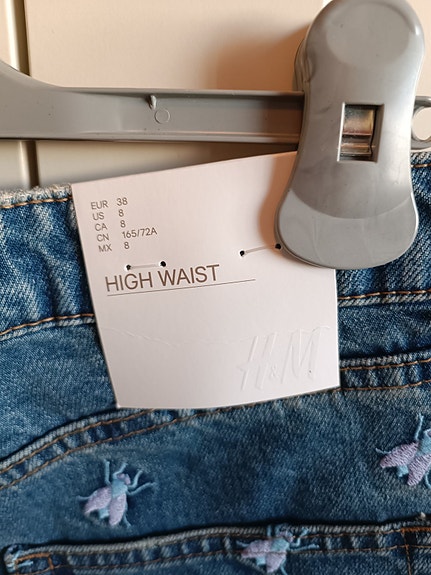 EUR 38
US 8
CA 8
CN 165/72A
MX 8
HIGH WAIST
H&M